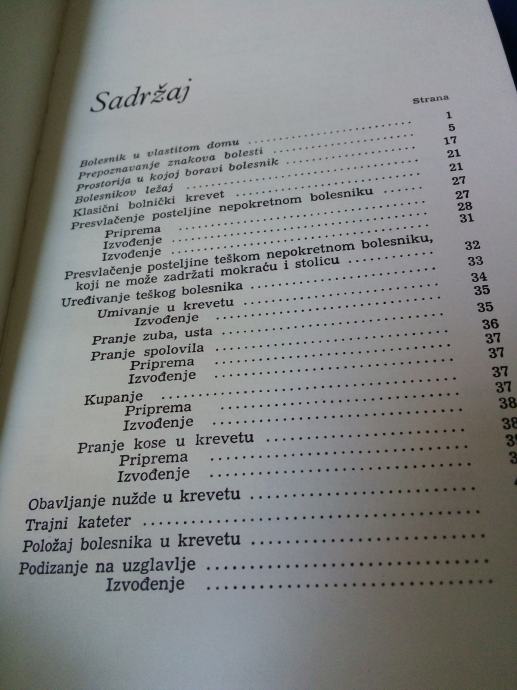 Sadržaj
Strana
Bolesnik u vlastitom domu ........ 1
Prepoznavanje znakova bolesti ........ 5
Prostorija u kojoj boravi bolesnik ........ 17
Bolesnikov ležaj ........ 21
Klasični bolnički krevet ........ 21
Presvlačenje posteljine nepokretnom bolesniku ........ 27
Priprema ........ 27
Izvođenje ........ 28
Izvođenje ........ 31
Presvlačenje posteljine teškom nepokretnom bolesniku,
koji ne može zadržati mokraću i stolicu ........ 32
Uređivanje teškog bolesnika ........ 33
Umivanje u krevetu ........ 34
Izvođenje ........ 35
Pranje zuba, usta ........ 35
Pranje spolovila ........ 36
Priprema ........ 37
Izvođenje ........ 37
Kupanje ........ 37
Priprema ........ 37
Izvođenje ........ 38
Pranje kose u krevetu ........ 38
Priprema ........
Izvođenje ........
Obavljanje nužde u krevetu ........
Trajni kateter ........
Položaj bolesnika u krevetu ........
Podizanje na uzglavlje ........
Izvođenje ........